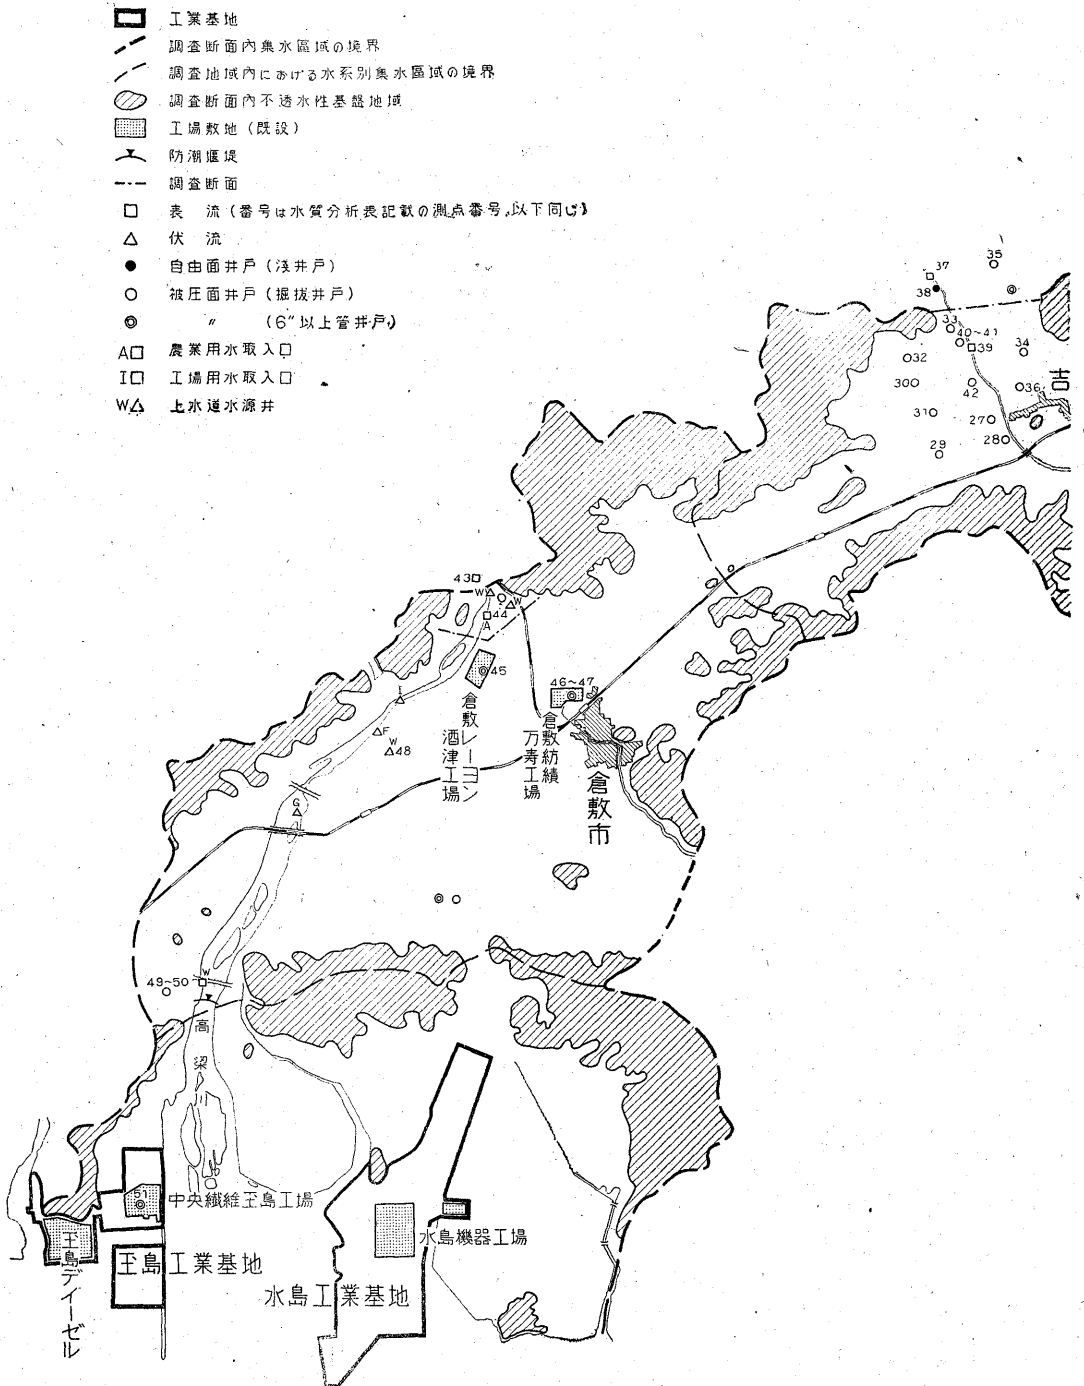 工業基地
調査断面内集水區域の境界
調査地域内における水系別集水區域の境界
調査断面内不透水性基盤地域
工場敷地(既設)
防潮堰堤
調査断面
表 流(番号は水質分析表記載の測点番号,以下同じ)
伏 流
自由面井戸(浅井戸)
被圧面井戸(掘抜井戸)
〃 (6"以上管井戸)
A 農業用水取入口
I 工場用水取入口
W 上水道水源井
35
37
38
33
40~41
39
34
32
30
42
36
吉
31
27
28
29
43
W
W
44
A
45
46~47
I
F
W
48
倉敷レーヨン
酒津工場
倉敷紡績
万寿工場
倉敷市
G
W
49~50
高梁川
51
中央繊維玉島工場
玉島ディーゼル
玉島工業基地
水島機器工場
水島工業基地